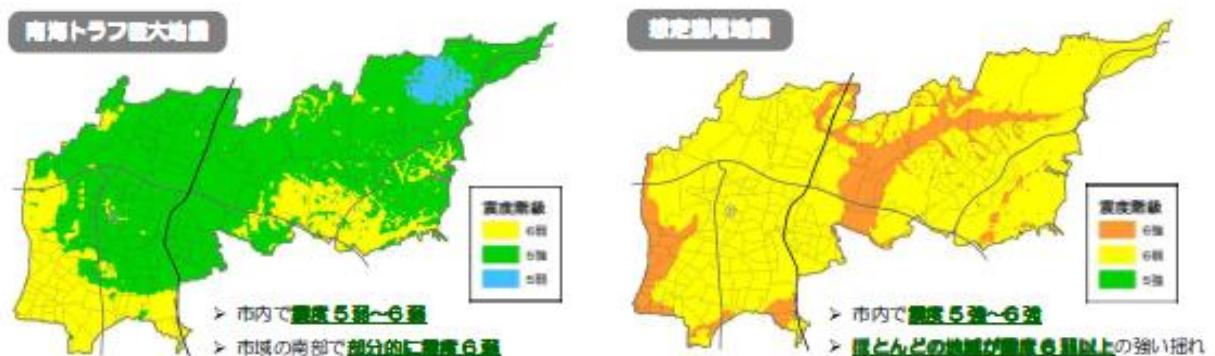 南海トラフ巨大地震
震度階級
6弱
5強
5弱
➤ 市内で震度5弱~6弱
➤ 市域の南部で部分的に震度6弱
想定濃尾地震
震度階級
6強
6弱
5強
➤ 市内で震度5強~6強
➤ ほとんどの地域が震度6弱以上の強い揺れ